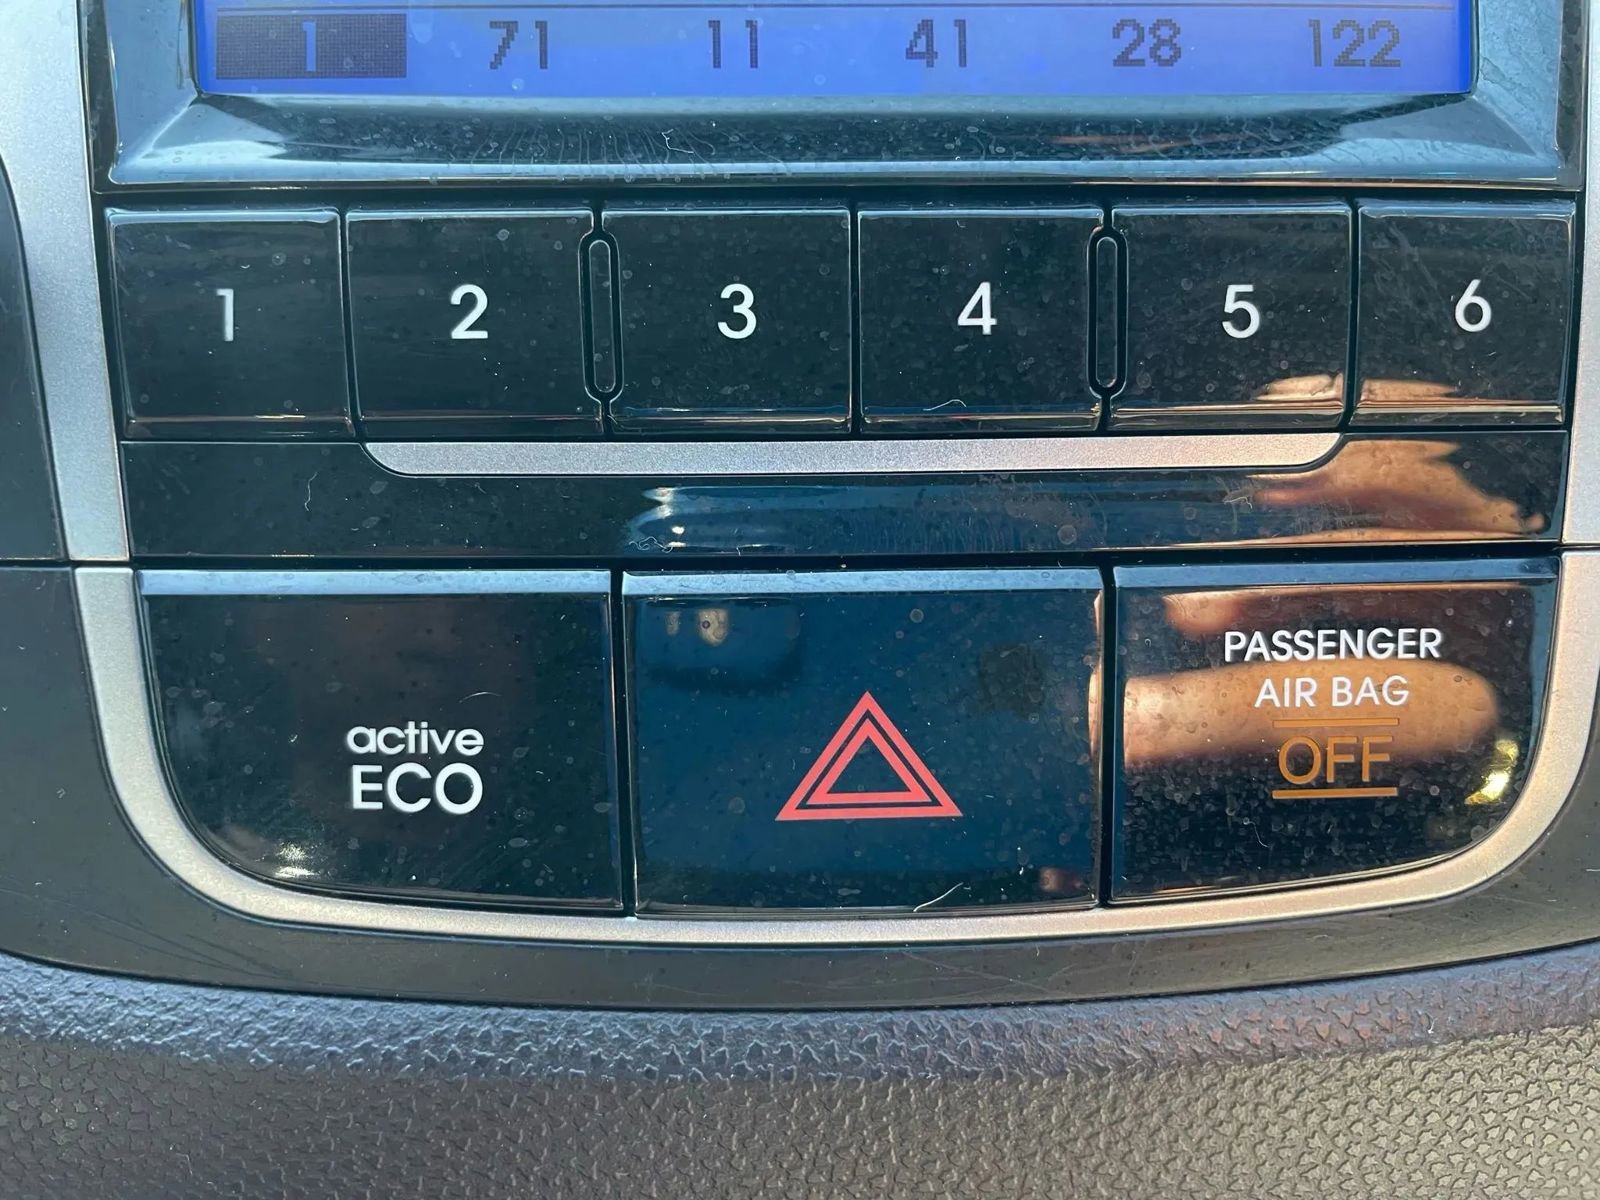 1 71 11 41 28 122
1 2 3 4 5 6
active
ECO
PASSENGER
AIR BAG
OFF